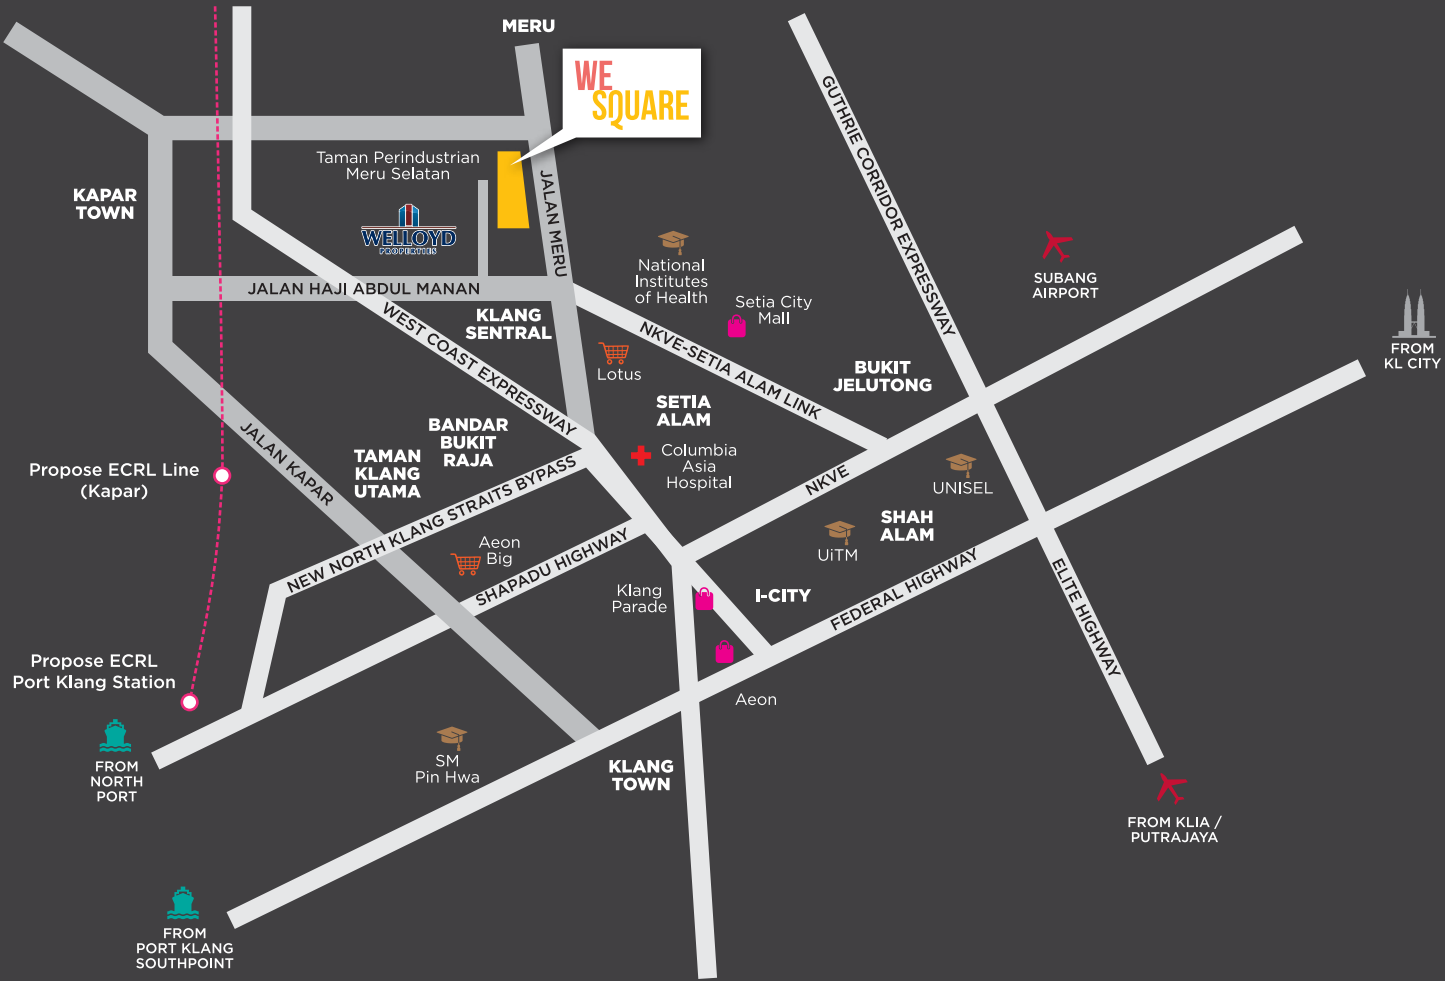 MERU
WE
SQUARE
GUTHRIE CORRIDOR EXPRESSWAY
Taman Perindustrian
Meru Selatan
JALAN MERU
KAPAR
TOWN
WELLOYD
PROPERTIES
National
Institutes
of Health
SUBANG
AIRPORT
JALAN HAJI ABDUL MANAN
Setia City
Mall
KLANG
SENTRAL
WEST COAST EXPRESSWAY
NKVE-SETIA ALAM LINK
FROM
KL CITY
Lotus
BUKIT
JELUTONG
SETIA
ALAM
BANDAR
BUKIT
RAJA
TAMAN
KLANG
UTAMA
JALAN KAPAR
Columbia
Asia
Hospital
Propose ECRL Line
(Kapar)
NKVE
UNISEL
NEW NORTH KLANG STRAITS BYPASS
SHAH
ALAM
UiTM
Aeon
Big
SHAPADU HIGHWAY
Klang
Parade
I-CITY
FEDERAL HIGHWAY
ELITE HIGHWAY
Propose ECRL
Port Klang Station
Aeon
SM
Pin Hwa
KLANG
TOWN
FROM
NORTH
PORT
FROM KLIA /
PUTRAJAYA
FROM
PORT KLANG
SOUTHPOINT